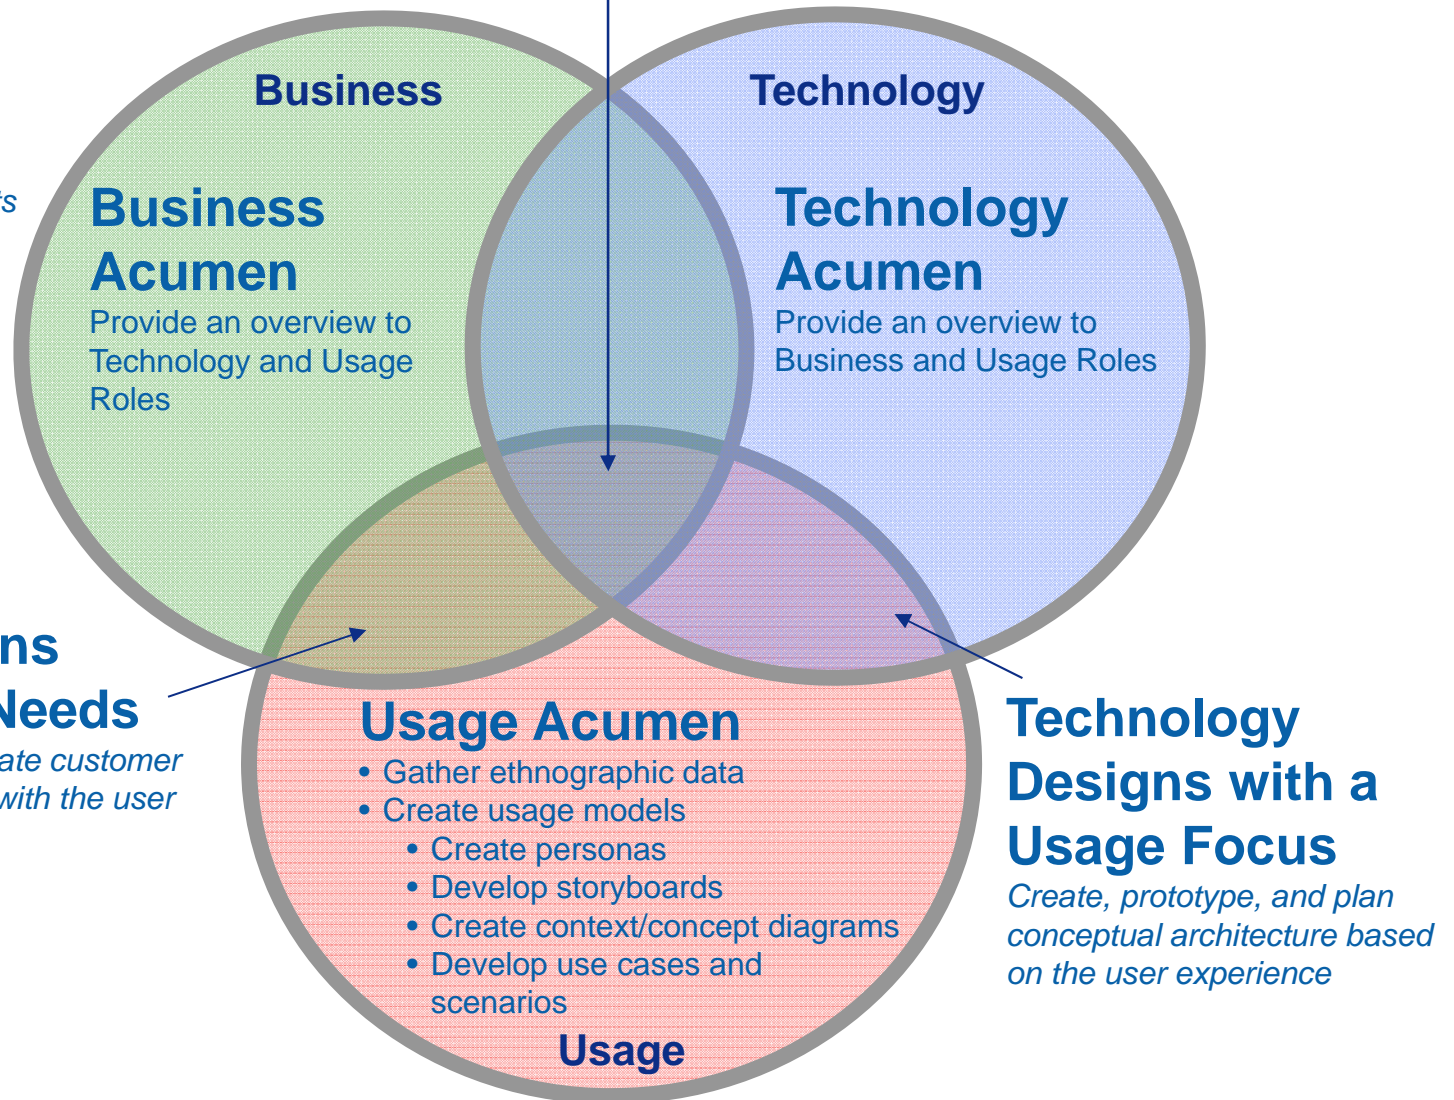 Business
Technology
Business
Acumen
Provide an overview to
Technology and Usage
Roles
Technology
Acumen
Provide an overview to
Business and Usage Roles
Needs
customer
with the user
Usage Acumen
• Gather ethnographic data
• Create usage models
• Create personas
• Develop storyboards
• Create context/concept diagrams
• Develop use cases and
scenarios
Usage
Technology
Designs with a
Usage Focus
Create, prototype, and plan
conceptual architecture based
on the user experience